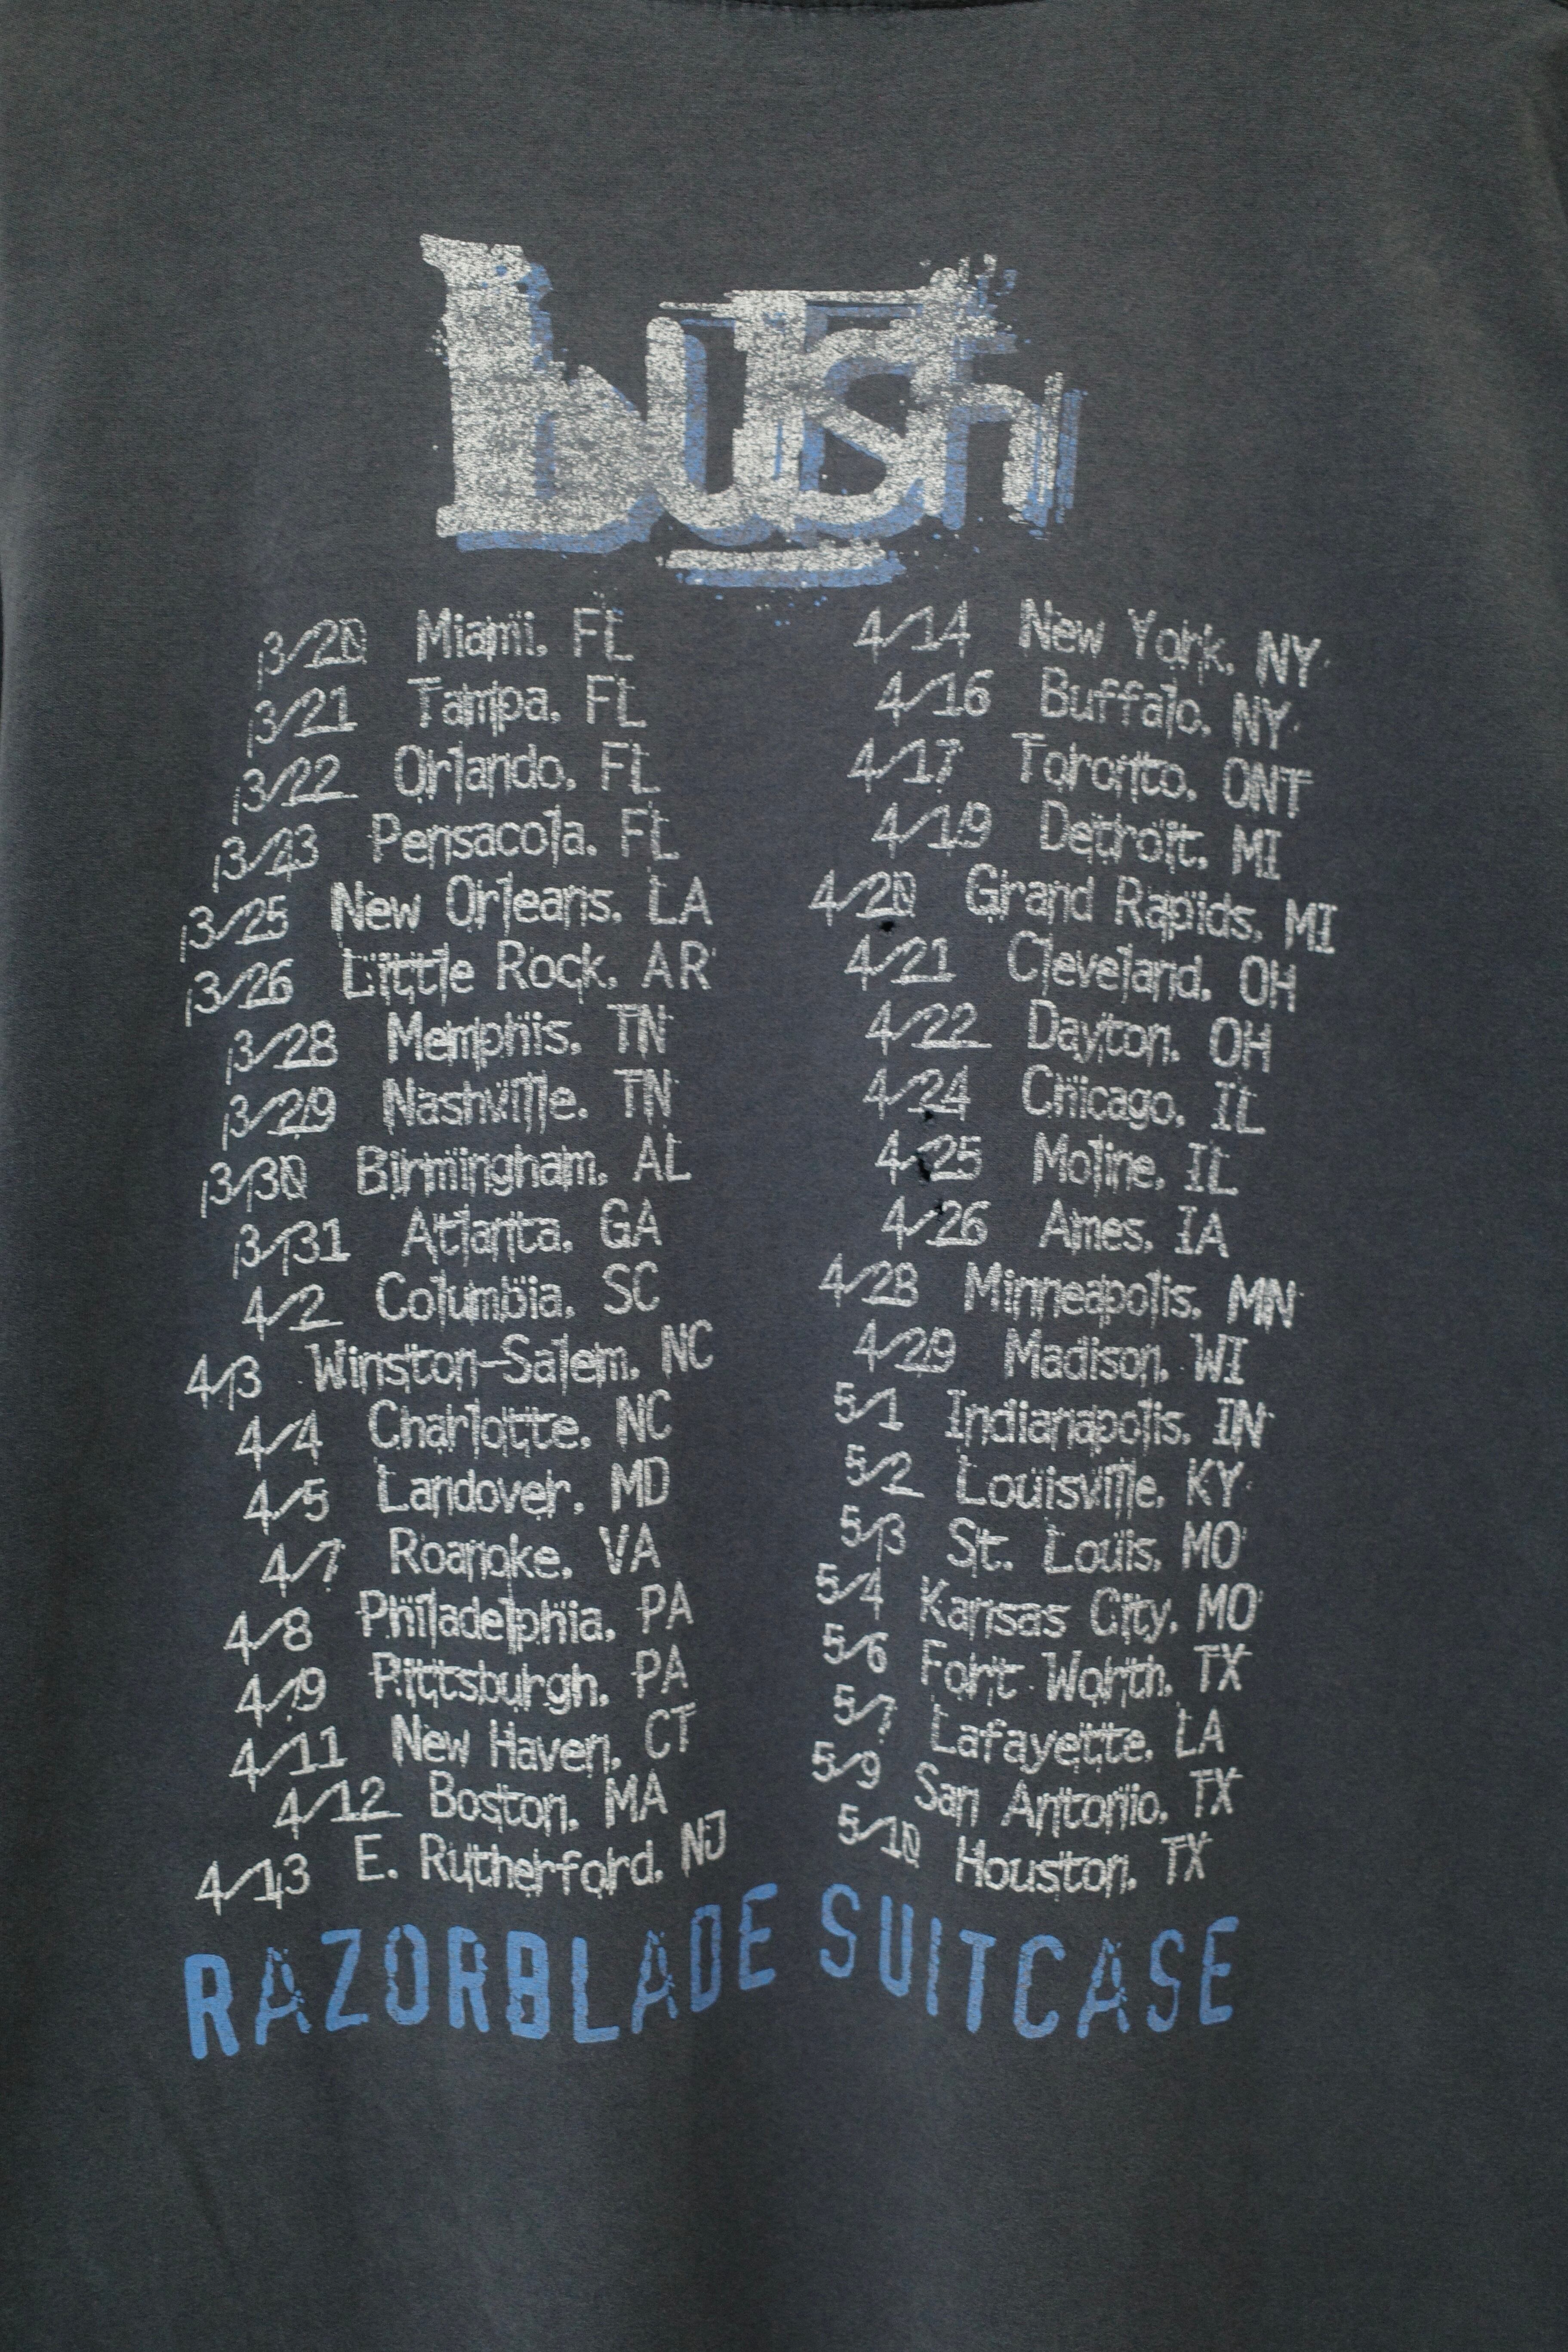 bush
3/20 Miami, FL
3/21 Tampa, FL
3/22 Orlando, FL
3/23 Pensacola, FL
3/25 New Orleans, LA
3/26 Little Rock, AR
3/28 Memphis, TN
3/29 Nashville, TN
3/30 Birmingham, AL
3/31 Atlanta, GA
4/2 Columbia, SC
4/3 Winston-Salem, NC
4/4 Charlotte, NC
4/5 Landover, MD
4/7 Roanoke, VA
4/8 Philadelphia, PA
4/9 Pittsburgh, PA
4/11 New Haven, CT
4/12 Boston, MA
4/13 E. Rutherford, NJ
4/14 New York, NY
4/16 Buffalo, NY
4/17 Toronto, ONT
4/19 Detroit, MI
4/20 Grand Rapids, MI
4/21 Cleveland, OH
4/22 Dayton, OH
4/24 Chicago, IL
4/25 Moline, IL
4/26 Ames, IA
4/28 Minneapolis, MN
4/29 Madison, WI
5/1 Indianapolis, IN
5/2 Louisville, KY
5/3 St. Louis, MO
5/4 Kansas City, MO
5/6 Fort Worth, TX
5/7 Lafayette, LA
5/9 San Antonio, TX
5/10 Houston, TX
RAZORBLADE SUITCASE